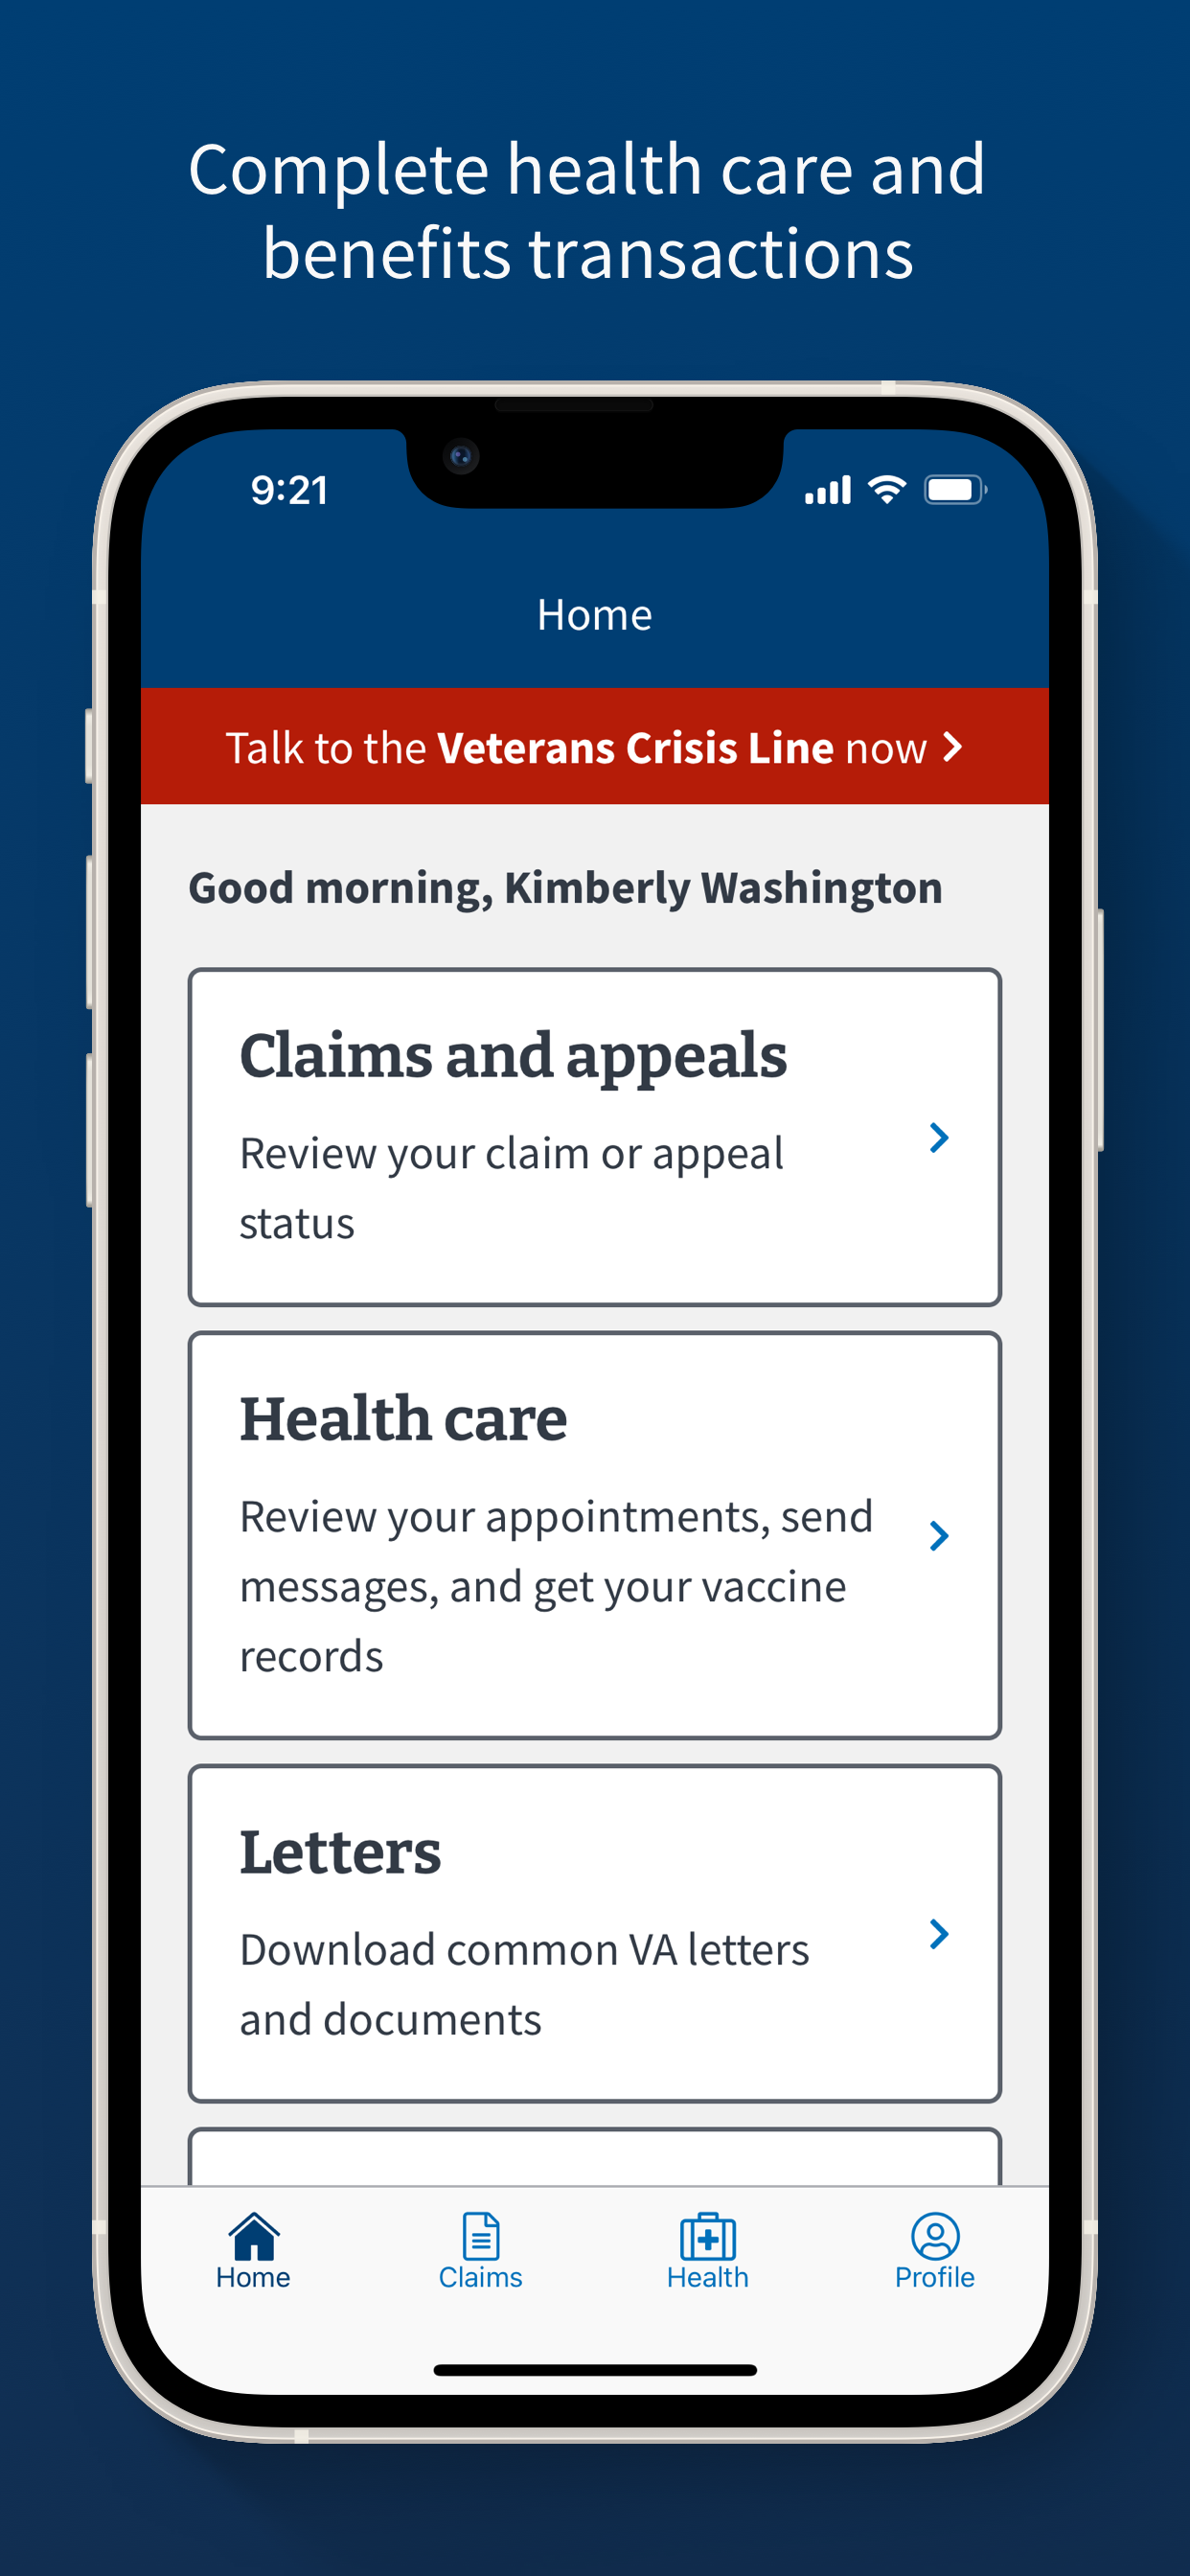 Complete health care and
benefits transactions
9:21
Home
Talk to the Veterans Crisis Line now
Good morning, Kimberly Washington
Claims and appeals
Review your claim or appeal
status
Health care
Review your appointments, send
messages, and get your vaccine
records
Letters
Download common VA letters
and documents
Home Claims Health Profile